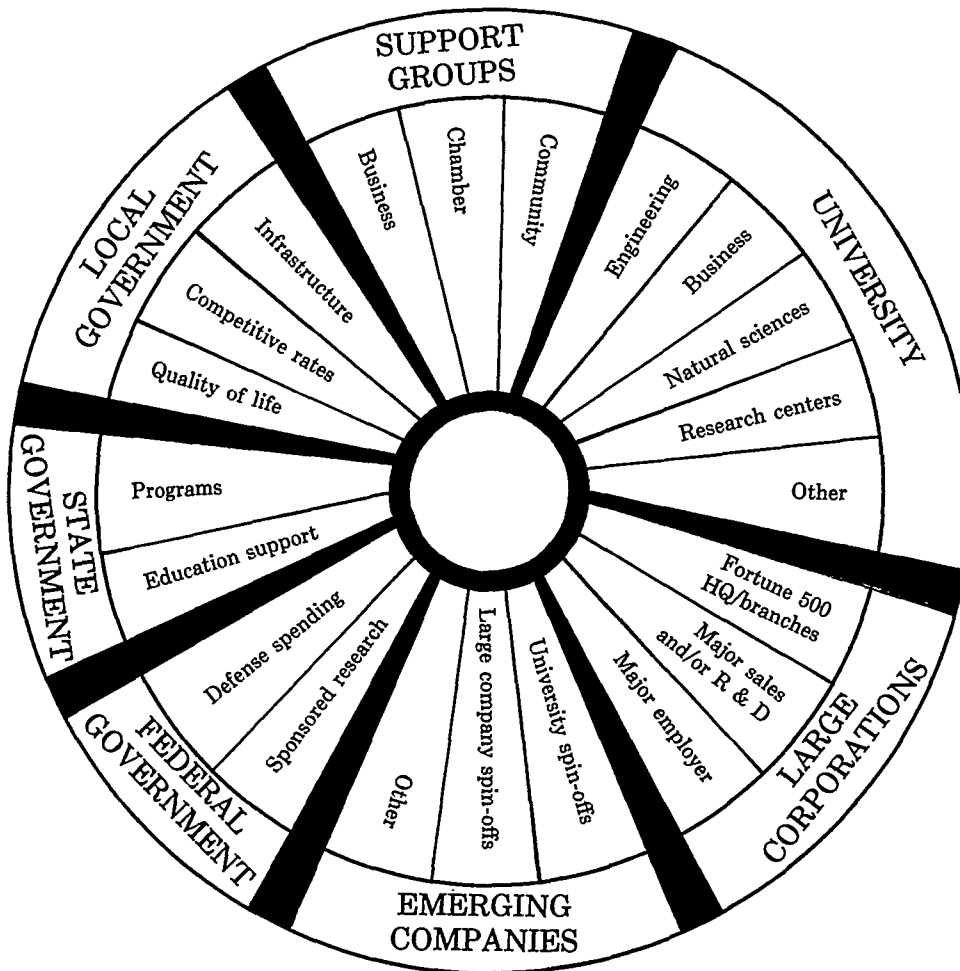 SUPPORT
GROUPS
Business
Chamber
Community
UNIVERSITY
Engineering
Business
Natural sciences
Research centers
Other
LARGE
CORPORATIONS
Fortune 500
HQ/branches
Major sales
and/or R & D
Major employer
EMERGING
COMPANIES
University spin-offs
Large company spin-offs
Other
FEDERAL
GOVERNMENT
Sponsored research
Defense spending
STATE
GOVERNMENT
Education support
Programs
LOCAL
GOVERNMENT
Quality of life
Competitive rates
Infrastructure